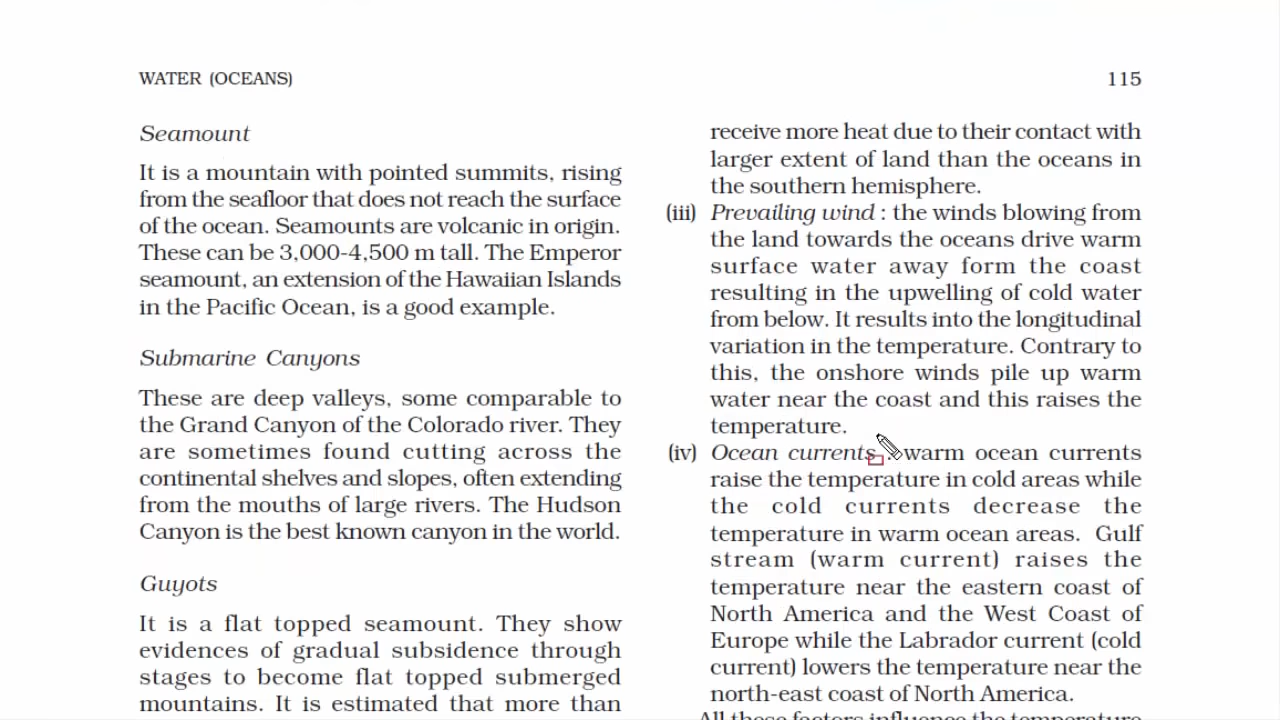 WATER (OCEANS)
115
Seamount
It is a mountain with pointed summits, rising
from the seafloor that does not reach the surface
of the ocean. Seamounts are volcanic in origin.
These can be 3,000-4,500 m tall. The Emperor
seamount, an extension of the Hawaiian Islands
in the Pacific Ocean, is a good example.
Submarine Canyons
These are deep valleys, some comparable to
the Grand Canyon of the Colorado river. They
are sometimes found cutting across the
continental shelves and slopes, often extending
from the mouths of large rivers. The Hudson
Canyon is the best known canyon in the world.
Guyots
It is a flat topped seamount. They show
evidences of gradual subsidence through
stages to become flat topped submerged
mountains. It is estimated that more than
receive more heat due to their contact with
larger extent of land than the oceans in
the southern hemisphere.
(iii) Prevailing wind : the winds blowing from
the land towards the oceans drive warm
surface water away form the coast
resulting in the upwelling of cold water
from below. It results into the longitudinal
variation in the temperature. Contrary to
this, the onshore winds pile up warm
water near the coast and this raises the
temperature.
(iv) Ocean currents : warm ocean currents
raise the temperature in cold areas while
the cold currents decrease the
temperature in warm ocean areas. Gulf
stream (warm current) raises the
temperature near the eastern coast of
North America and the West Coast of
Europe while the Labrador current (cold
current) lowers the temperature near the
north-east coast of North America.
All these factors influence the temperature